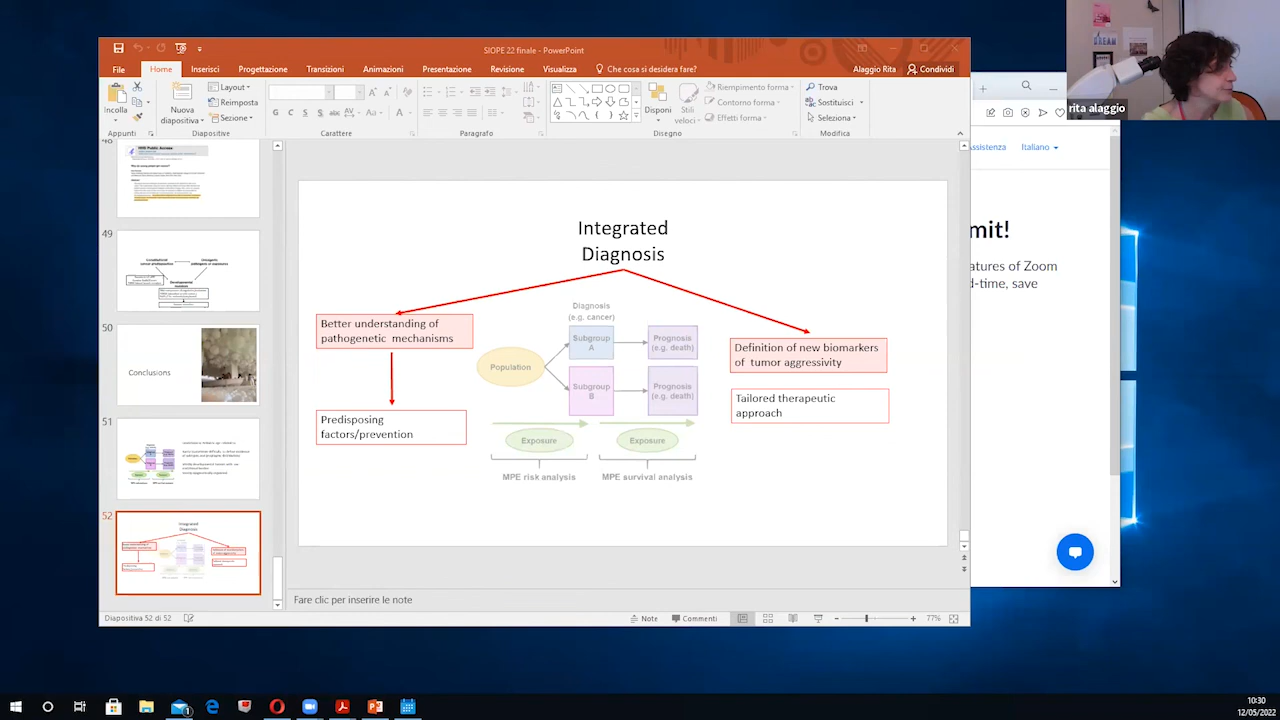 SIOPE 22 finale - PowerPoint
File
Home
Inserisci
Progettazione
Transizioni
Animazioni
Presentazione
Revisione
Visualizza
Che cosa si desidera fare?
Alaggio Rita
Condividi
Incolla
Nuova
diapositiva
Layout
Reimposta
Sezione
G
C
S
Disponi
Stili
veloci
Riempimento forma
Contorno forma
Effetti forma
Trova
Sostituisci
Seleziona
Appunti
Diapositive
Carattere
Paragrafo
Disegno
Modifica
DREAM
rita alaggio
Italiano
mit!
atures of Zoom
d-time, save
49
50
Conclusions
51
52
Integrated
Diagnosis
Integrated
Diagnosis
Better understanding of
pathogenetic mechanisms
Predisposing
factors/prevention
Diagnosis
(e.g. cancer)
Population
Subgroup
A
Prognosis
(e.g. death)
Subgroup
B
Prognosis
(e.g. death)
Exposure
Exposure
MPE risk analysis
MPE survival analysis
Definition of new biomarkers
of tumor aggressivity
Tailored therapeutic
approach
Fare clic per inserire le note
Diapositiva 52 di 52
Note
Commenti
77%
10:30
12/05/2022